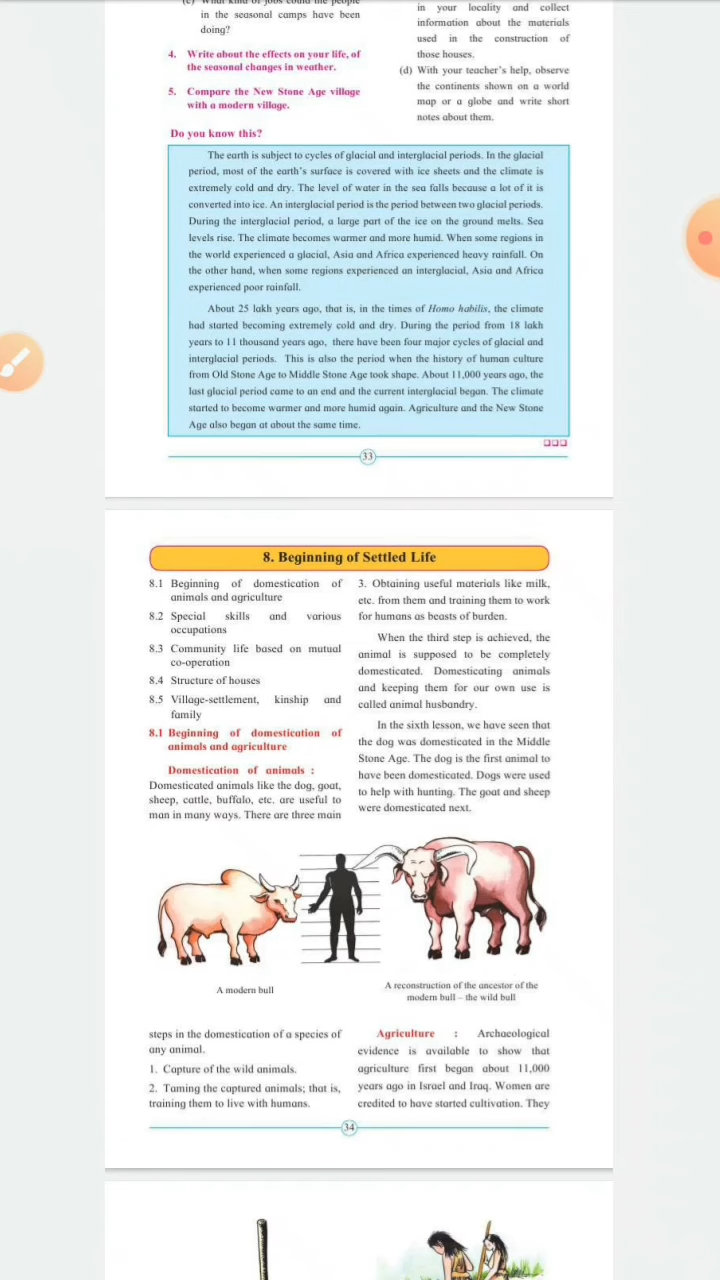 in the seasonal camps have been
doing?
4. Write about the effects on your life, of
the seasonal changes in weather.
5. Compare the New Stone Age village
with a modern village.
in your locality and collect
information about the materials
used in the construction of
those houses.
(d) With your teacher's help, observe
the continents shown on a world
map or a globe and write short
notes about them.
Do you know this?
The earth is subject to cycles of glacial and interglacial periods. In the glacial
period, most of the earth's surface is covered with ice sheets and the climate is
extremely cold and dry. The level of water in the sea falls because a lot of it is
converted into ice. An interglacial period is the period between two glacial periods.
During the interglacial period, a large part of the ice on the ground melts. Sea
levels rise. The climate becomes warmer and more humid. When some regions in
the world experienced a glacial, Asia and Africa experienced heavy rainfall. On
the other hand, when some regions experienced an interglacial, Asia and Africa
experienced poor rainfall.
About 25 lakh years ago, that is, in the times of Homo habilis, the climate
had started becoming extremely cold and dry. During the period from 18 lakh
years to 11 thousand years ago, there have been four major cycles of glacial and
interglacial periods. This is also the period when the history of human culture
from Old Stone Age to Middle Stone Age took shape. About 11,000 years ago, the
last glacial period came to an end and the current interglacial began. The climate
started to become warmer and more humid again. Agriculture and the New Stone
Age also began at about the same time.
33
8. Beginning of Settled Life
8.1 Beginning of domestication of
animals and agriculture
8.2 Special skills and various
occupations
8.3 Community life based on mutual
co-operation
8.4 Structure of houses
8.5 Village-settlement, kinship and
family
8.1 Beginning of domestication of
animals and agriculture
Domestication of animals :
Domesticated animals like the dog, goat,
sheep, cattle, buffalo, etc. are useful to
man in many ways. There are three main
3. Obtaining useful materials like milk,
etc. from them and training them to work
for humans as beasts of burden.
When the third step is achieved, the
animal is supposed to be completely
domesticated. Domesticating animals
and keeping them for our own use is
called animal husbandry.
In the sixth lesson, we have seen that
the dog was domesticated in the Middle
Stone Age. The dog is the first animal to
have been domesticated. Dogs were used
to help with hunting. The goat and sheep
were domesticated next.
A modern bull
A reconstruction of the ancestor of the
modern bull – the wild bull
steps in the domestication of a species of
any animal.
1. Capture of the wild animals.
2. Taming the captured animals; that is,
training them to live with humans.
Agriculture : Archaeological
evidence is available to show that
agriculture first began about 11,000
years ago in Israel and Iraq. Women are
credited to have started cultivation. They
34